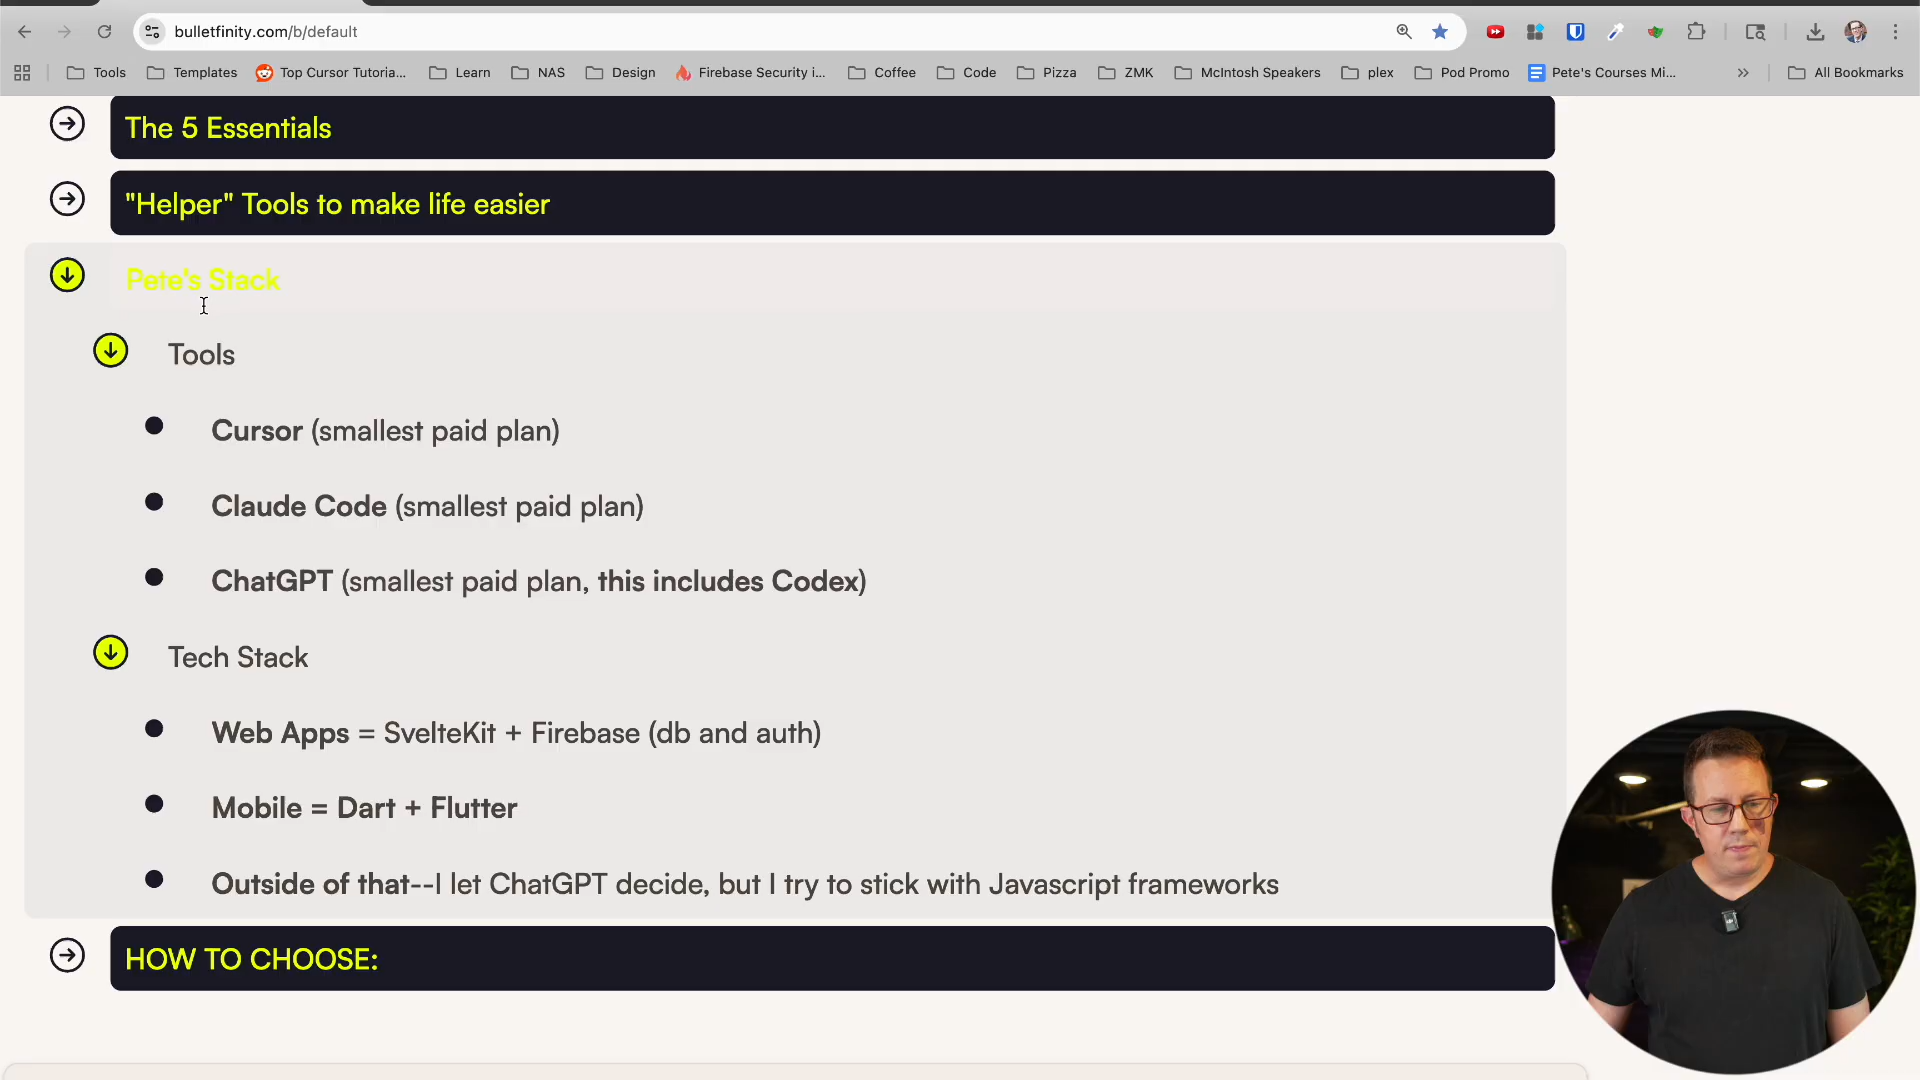 bulletfinity.com/b/default
Tools
Templates
Top Cursor Tutoria...
Learn
NAS
Design
Firebase Security i...
Coffee
Code
Pizza
ZMK
McIntosh Speakers
plex
Pod Promo
Pete's Courses Mi...
All Bookmarks
The 5 Essentials
"Helper" Tools to make life easier
Pete's Stack
Tools
Cursor (smallest paid plan)
Claude Code (smallest paid plan)
ChatGPT (smallest paid plan, this includes Codex)
Tech Stack
Web Apps = SvelteKit + Firebase (db and auth)
Mobile = Dart + Flutter
Outside of that--I let ChatGPT decide, but I try to stick with Javascript frameworks
HOW TO CHOOSE: